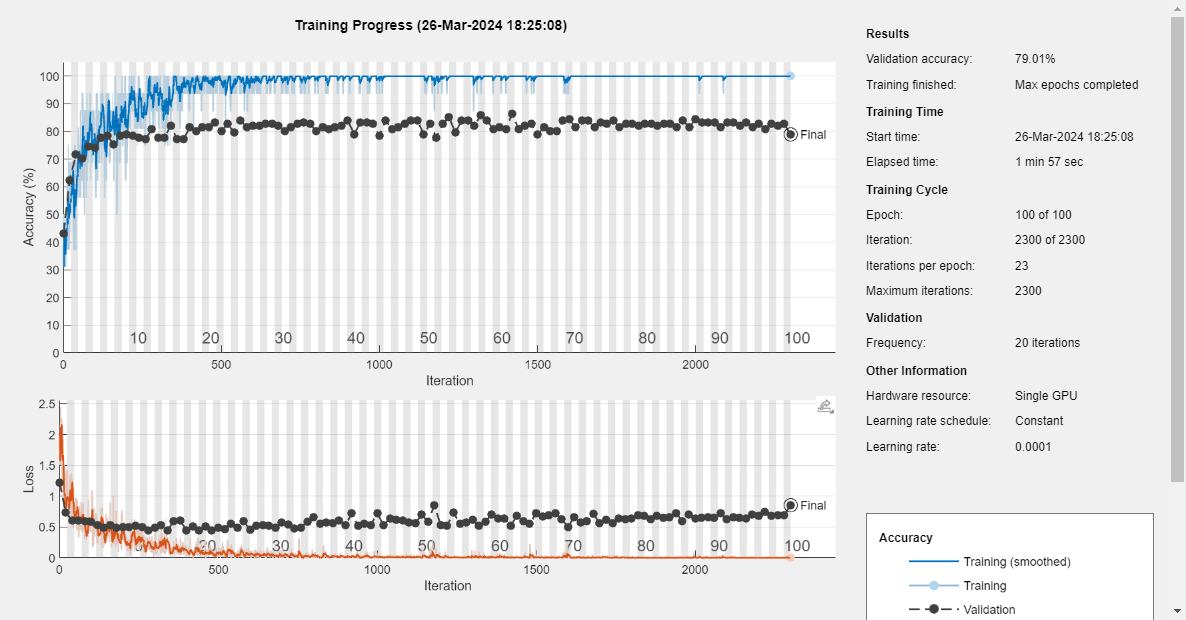 Training Progress (26-Mar-2024 18:25:08)
100
90
80
70
60
50
40
30
20
10
0
Accuracy (%)
Final
10 20 30 40 50 60 70 80 90 100
0 500 1000 1500 2000
Iteration
2.5
2
1.5
1
0.5
0
Loss
Final
20 30 40 50 60 70 80 90 100
0 500 1000 1500 2000
Iteration
Results
Validation accuracy: 79.01%
Training finished: Max epochs completed
Training Time
Start time: 26-Mar-2024 18:25:08
Elapsed time: 1 min 57 sec
Training Cycle
Epoch: 100 of 100
Iteration: 2300 of 2300
Iterations per epoch: 23
Maximum iterations: 2300
Validation
Frequency: 20 iterations
Other Information
Hardware resource: Single GPU
Learning rate schedule: Constant
Learning rate: 0.0001
Accuracy
Training (smoothed)
Training
Validation